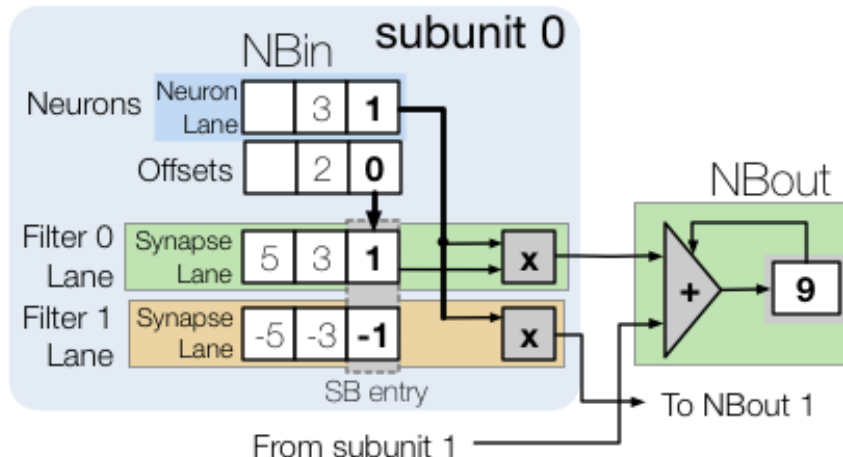 subunit 0
NBin
Neurons
Neuron
Lane
3
1
Offsets
2
0
NBout
Filter 0
Lane
Synapse
Lane
5
3
1
x
+
9
Filter 1
Lane
Synapse
Lane
-5
-3
-1
x
SB entry
To NBout 1
From subunit 1